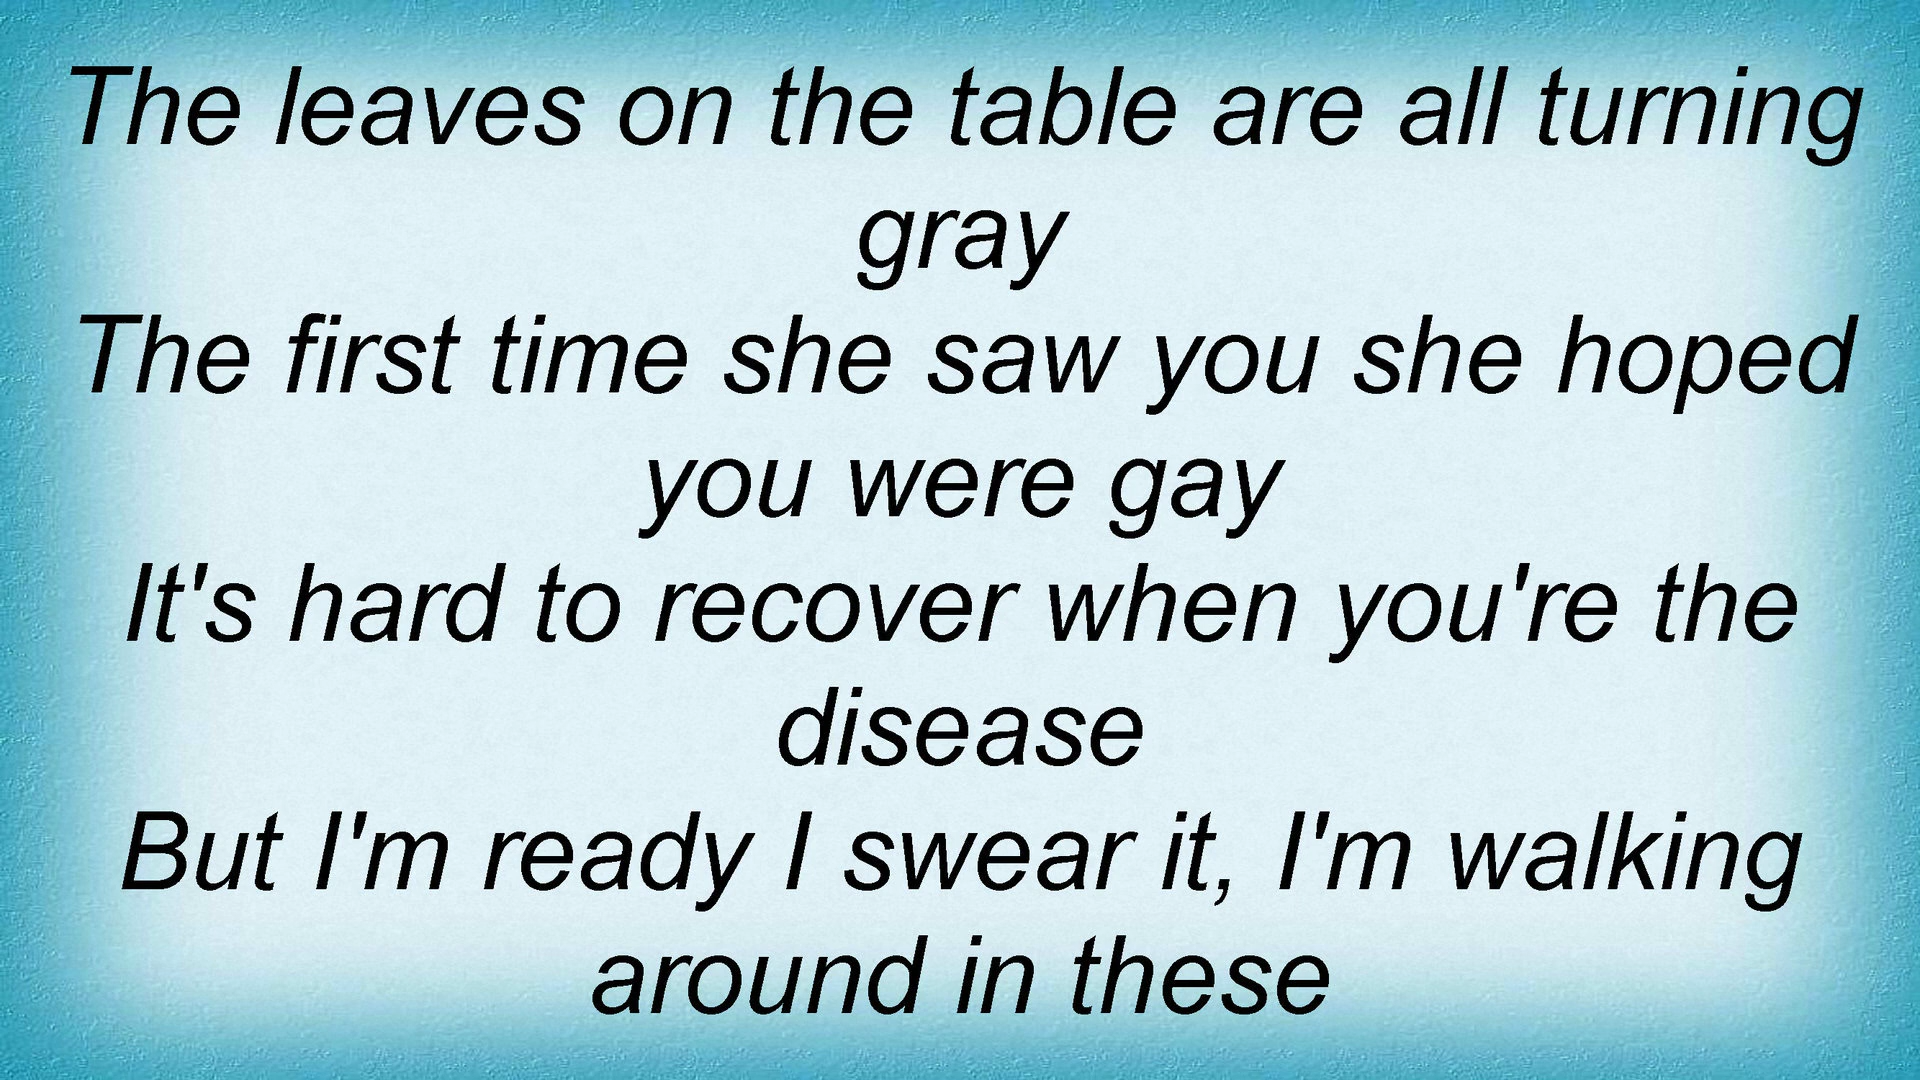 The leaves on the table are all turning
gray
The first time she saw you she hoped
you were gay
It's hard to recover when you're the
disease
But I'm ready I swear it, I'm walking
around in these